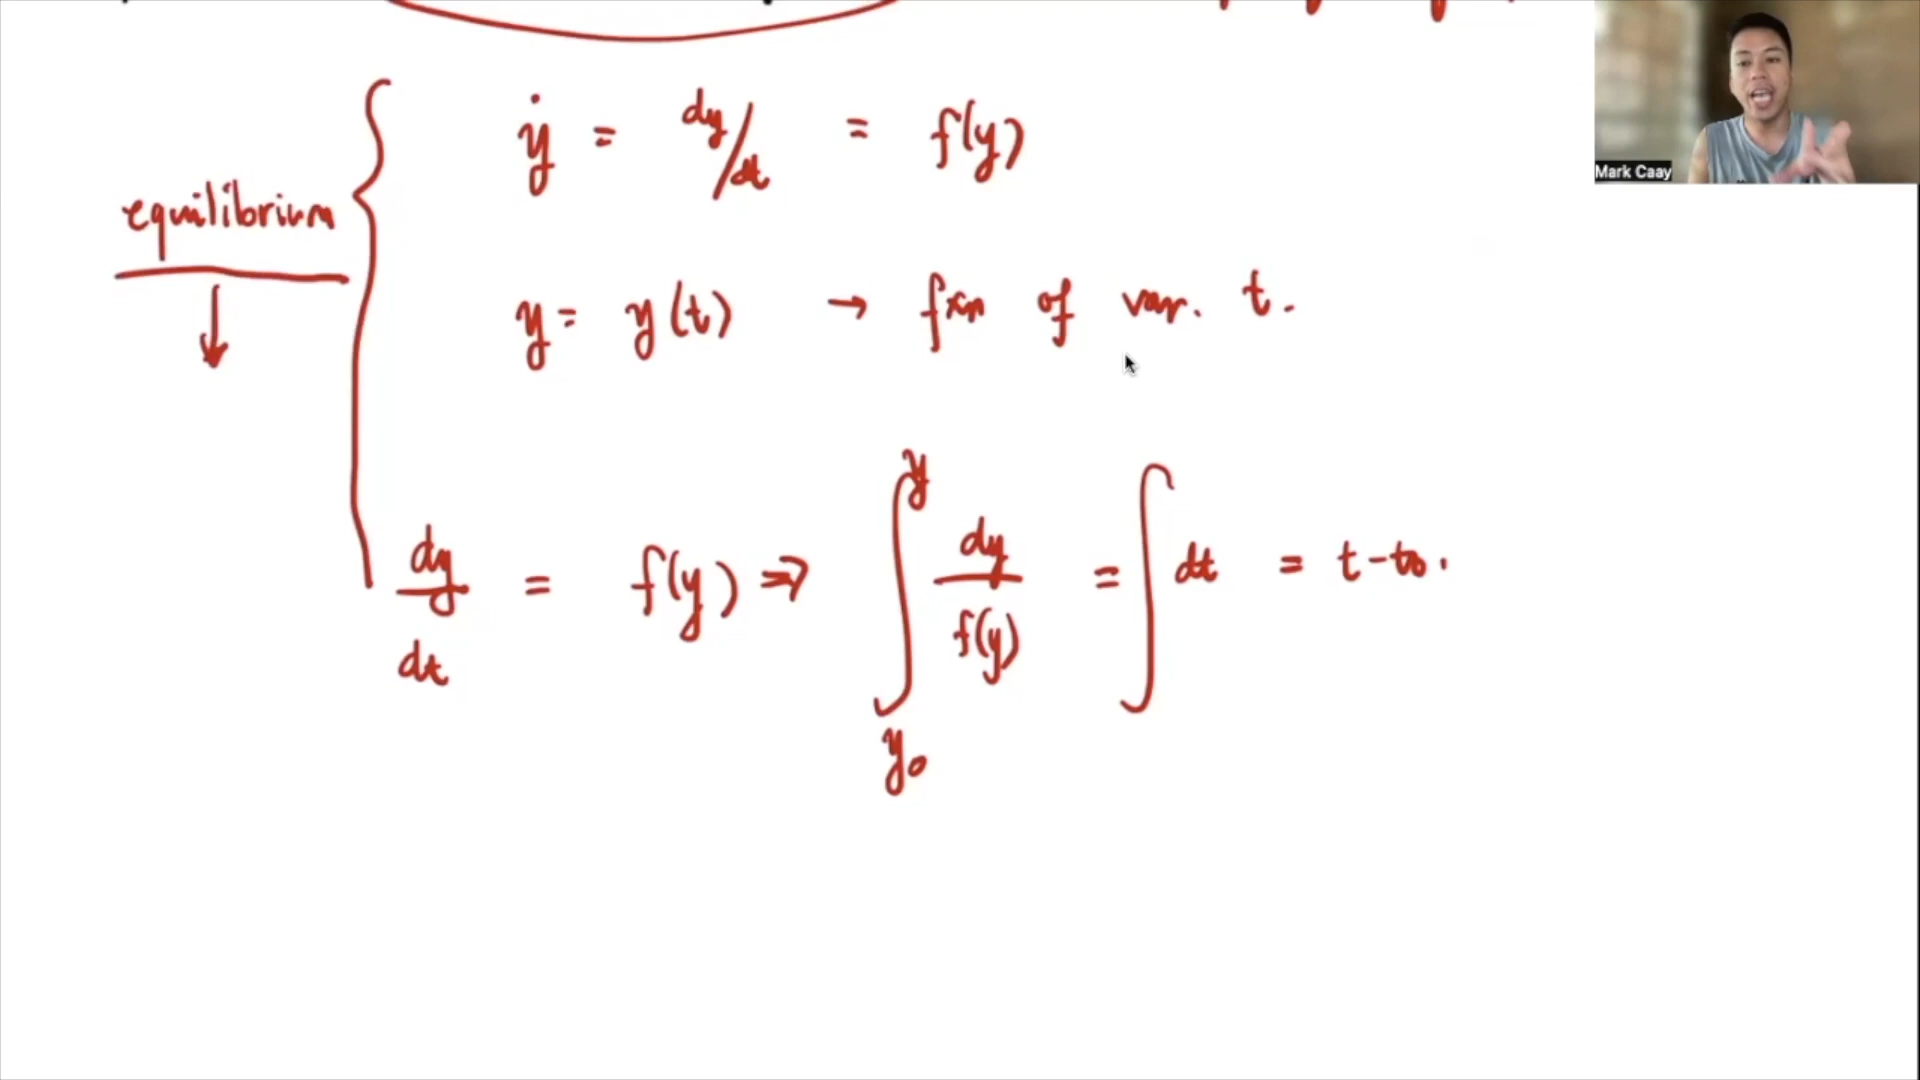 Mark Caay
ẏ = dy/dt = f(y)
equilibrium
y = y(t) → fxn of var. t.
dy/dt = f(y) ⇒ ∫_{y₀}^{y} dy/f(y) = ∫ dt = t - t₀.